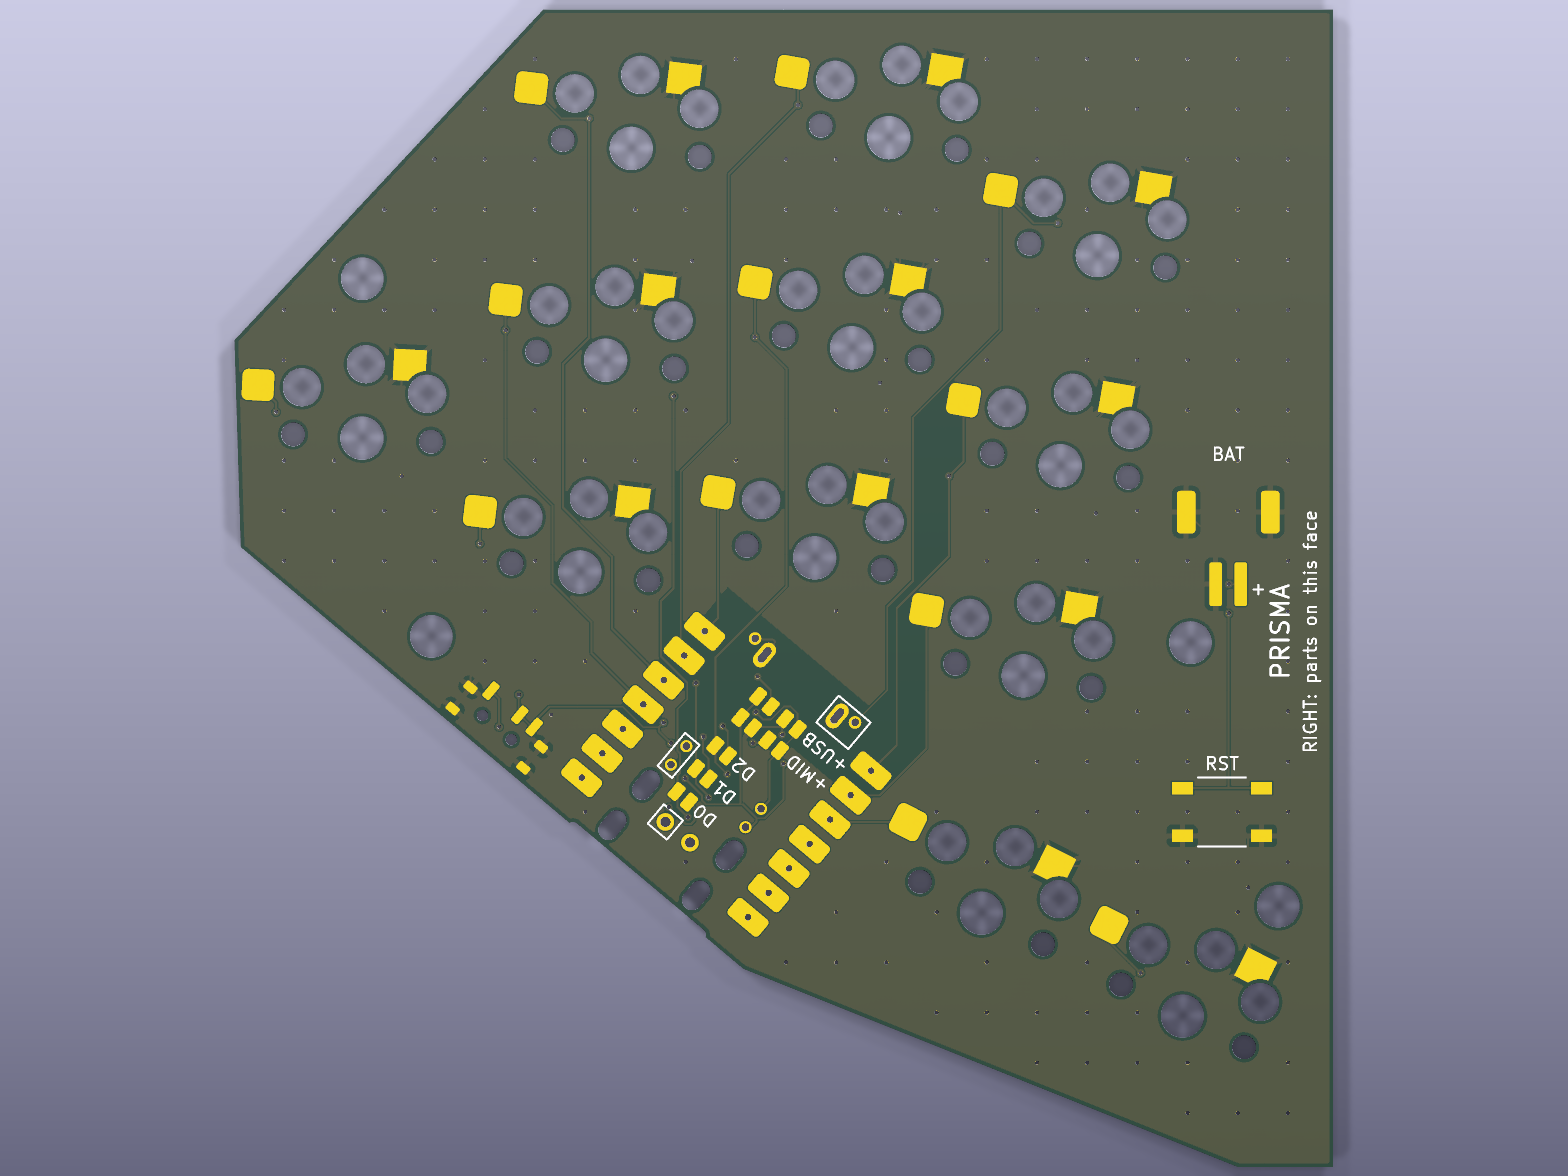 BAT
+
PRISMA
RIGHT: parts on this face
RST
+USB
+MID
D2
D1
D0